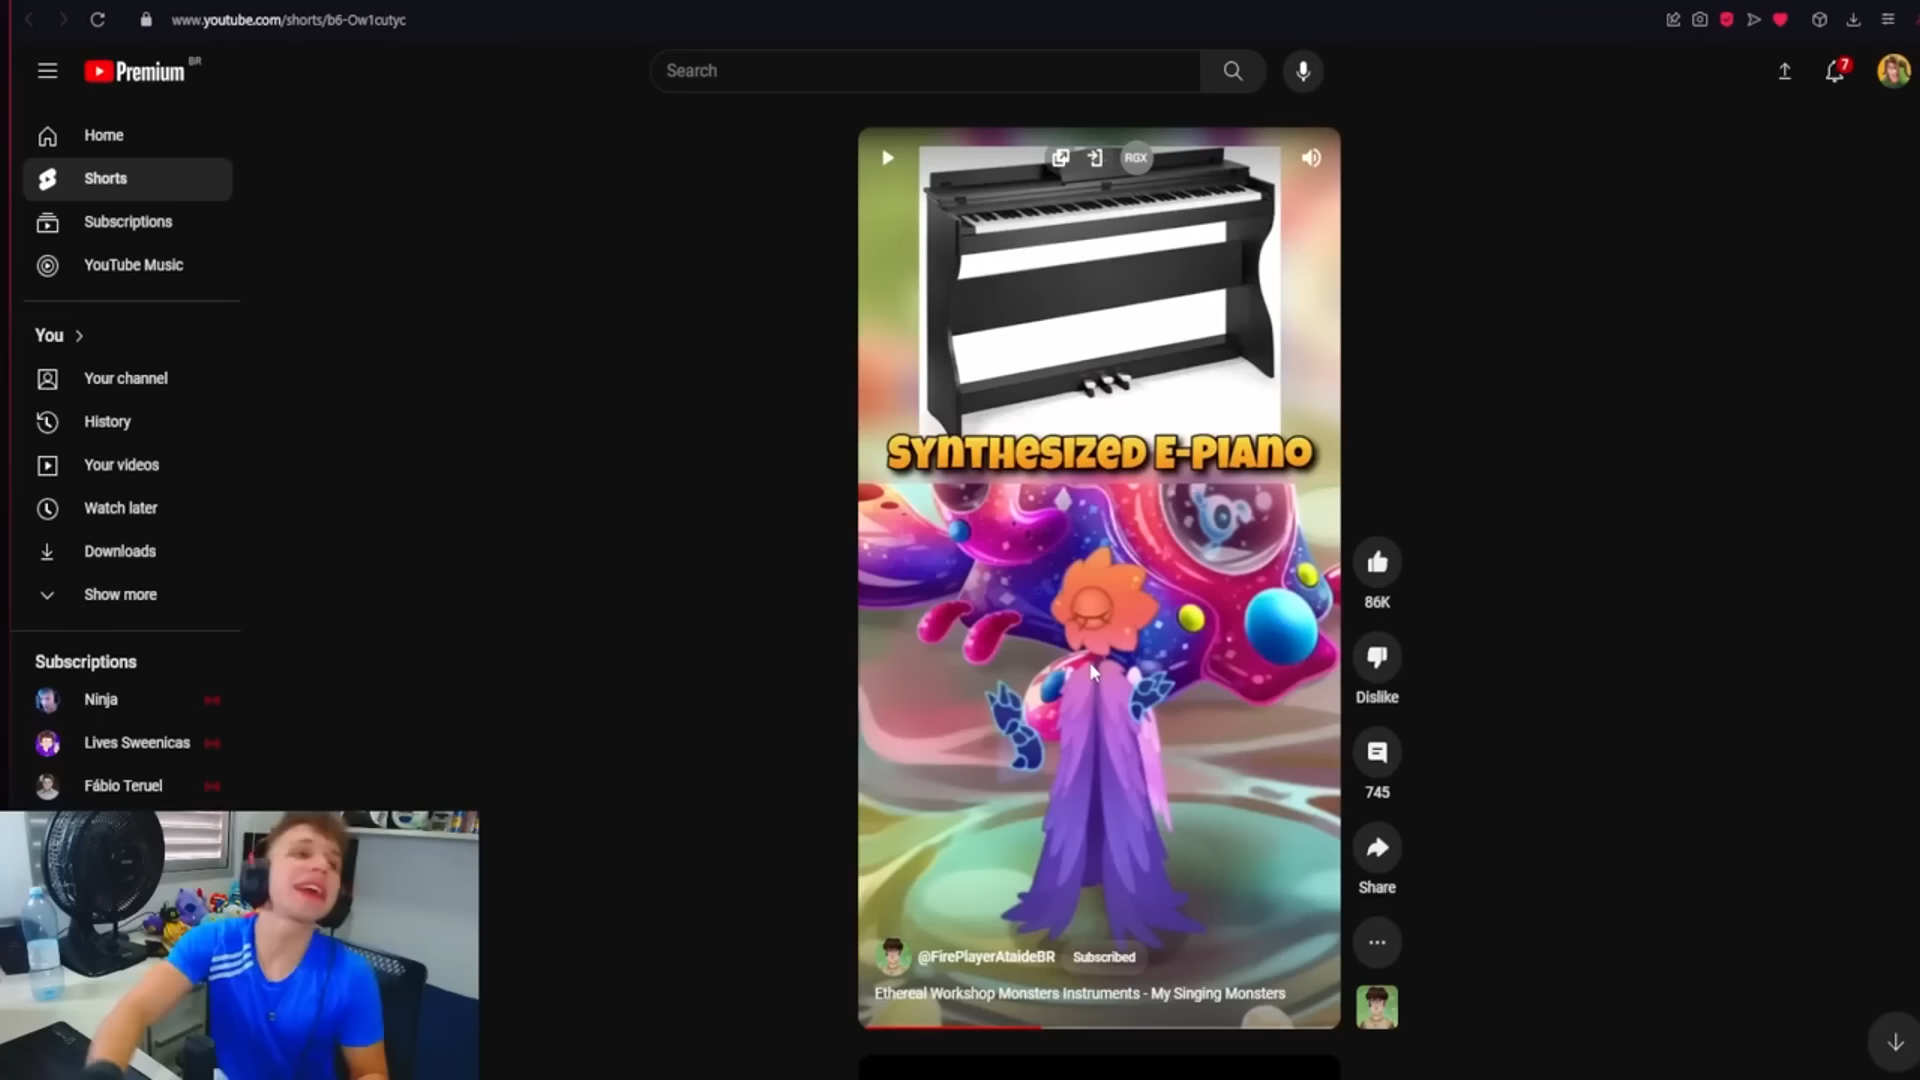 www.youtube.com/shorts/b6-Ow1cutyc
Premium BR
Search
7
Home
Shorts
Subscriptions
YouTube Music
You
Your channel
History
Your videos
Watch later
Downloads
Show more
Subscriptions
Ninja
Lives Sweenicas
Fábio Teruel
RGX
SYNTHESIZED E-PIANO
@FirePlayerAtaideBR Subscribed
Ethereal Workshop Monsters Instruments - My Singing Monsters
86K
Dislike
745
Share